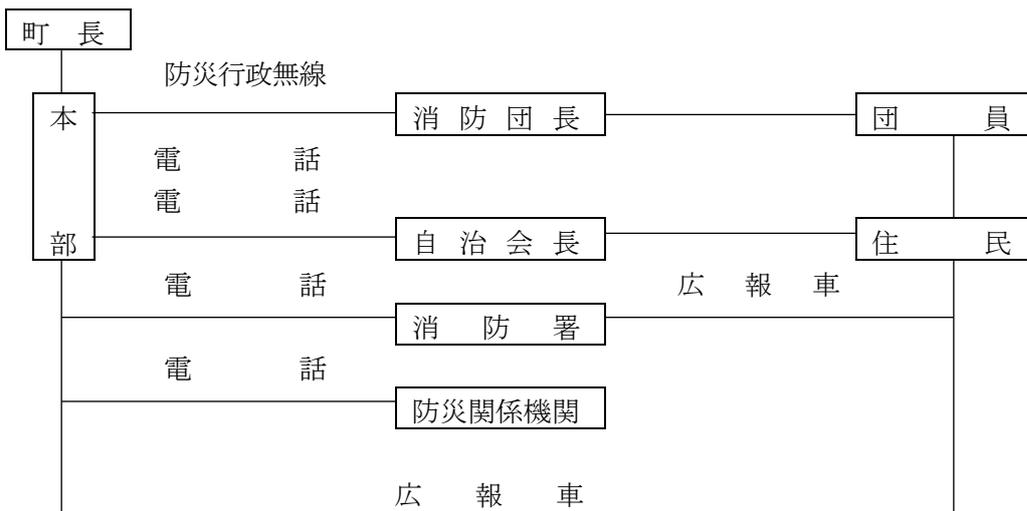 町長
防災行政無線
本部
消防団長
団員
電話
電話
自治会長
住民
電話
広報車
消防署
電話
防災関係機関
広報車